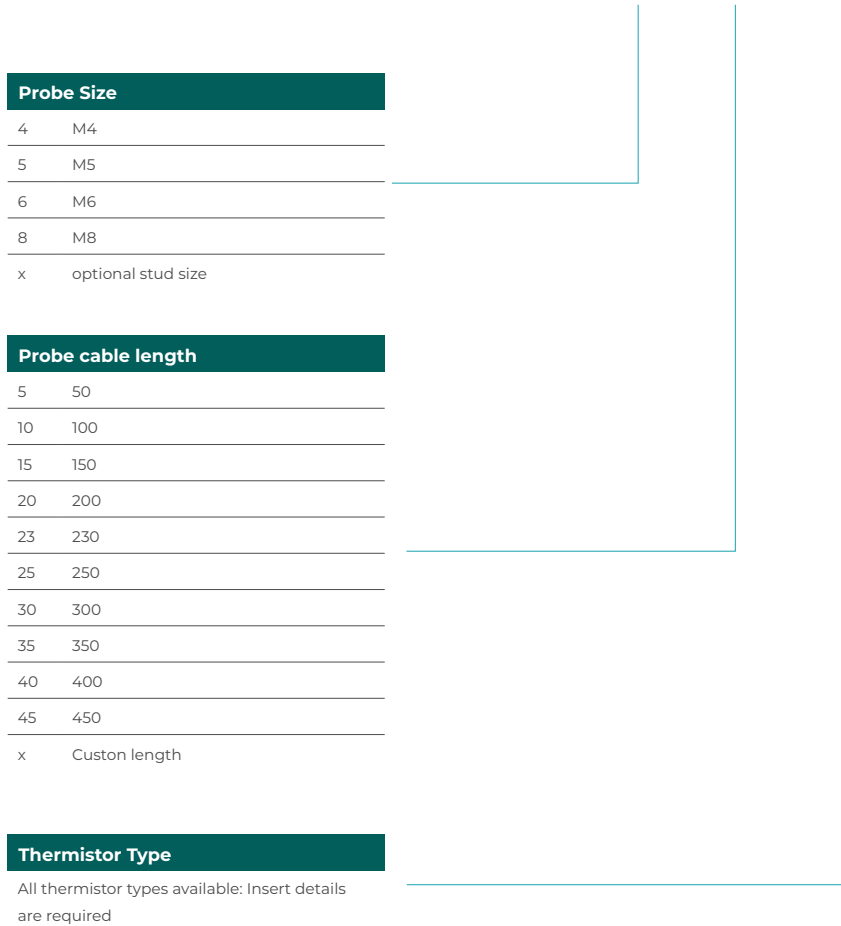 Probe Size
4 M4
5 M5
6 M6
8 M8
x optional stud size
Probe cable length
5 50
10 100
15 150
20 200
23 230
25 250
30 300
35 350
40 400
45 450
x Custon length
Thermistor Type
All thermistor types available: Insert details
are required